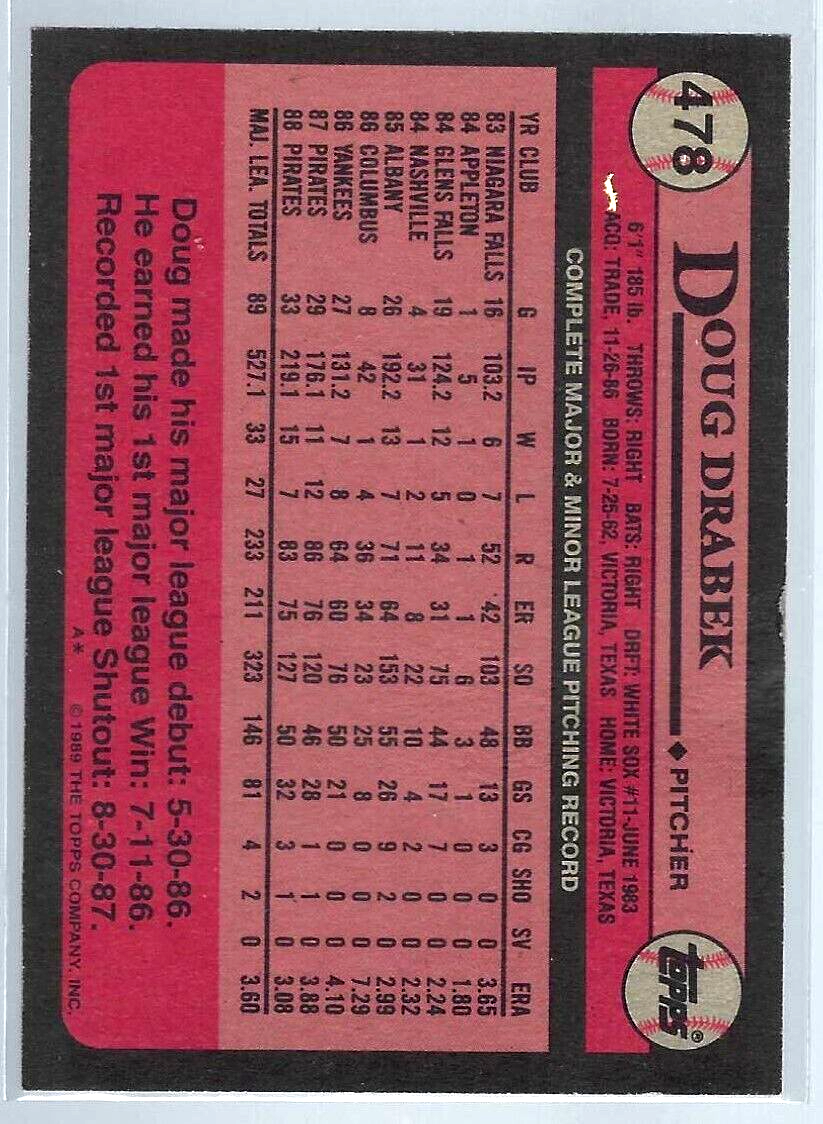 478
DOUG DRABEK ◆ PITCHER
topps®
6'1" 185 lb. THROWS: RIGHT BATS: RIGHT DRFT: WHITE SOX #11-JUNE 1983
ACQ: TRADE, 11-26-86 BORN: 7-25-62, VICTORIA, TEXAS HOME: VICTORIA, TEXAS
COMPLETE MAJOR & MINOR LEAGUE PITCHING RECORD
YR CLUB G IP W L R ER SO BB GS CG SHO SV ERA
83 NIAGARA FALLS 16 103.2 6 7 52 42 103 48 13 3 0 0 3.65
84 APPLETON 1 5 1 0 1 1 6 3 1 0 0 0 1.80
84 GLENS FALLS 19 124.2 12 5 34 31 75 44 17 7 0 0 2.24
84 NASHVILLE 4 31 1 2 11 8 22 10 4 2 0 0 2.32
85 ALBANY 26 192.2 13 7 71 64 153 55 26 9 2 0 2.99
86 COLUMBUS 8 42 1 4 36 34 23 25 8 0 0 0 7.29
86 YANKEES 27 131.2 7 8 64 60 76 50 21 0 0 0 4.10
87 PIRATES 29 176.1 11 12 86 76 120 46 28 1 1 0 3.88
88 PIRATES 33 219.1 15 7 83 75 127 50 32 3 1 0 3.08
MAJ. LEA. TOTALS 89 527.1 33 27 233 211 323 146 81 4 2 0 3.60
Doug made his major league debut: 5-30-86.
He earned his 1st major league Win: 7-11-86.
Recorded 1st major league Shutout: 8-30-87.
A* © 1989 THE TOPPS COMPANY, INC.